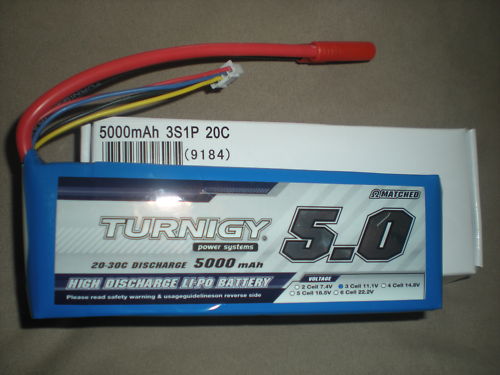 5000mAh 3S1P 20C
(9184)
MATCHED
TURNIGY
power systems
5.0
20-30C DISCHARGE 5000 mAh
HIGH DISCHARGE LI-PO BATTERY
Please read safety warning & usageguidelineson reverse side
VOLTAGE
2 Cell 7.4V 3 Cell 11.1V 4 Cell 14.8V
5 Cell 18.5V 6 Cell 22.2V